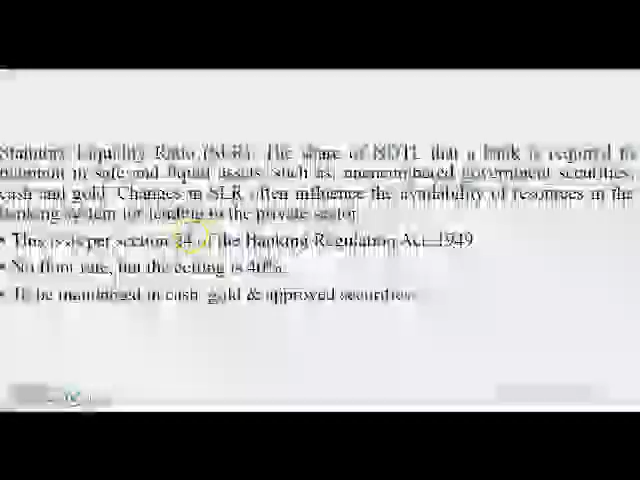 Statutory Liquidity Ratio (SLR): The share of NDTL that a bank is required to
maintain in safe and liquid assets, such as, unencumbered government securities,
cash and gold. Changes in SLR often influence the availability of resources in the
banking system for lending to the private sector.
• This is as per section 24 of the Banking Regulation Act 1949
• No floor rate, but the ceiling is 40%.
• To be maintained in cash, gold & approved securities.